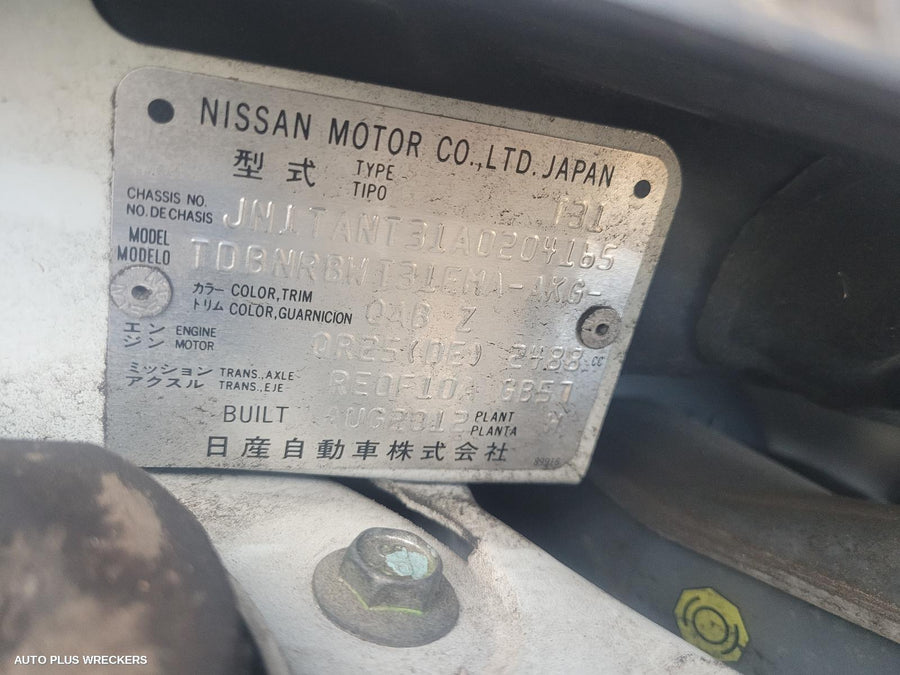 NISSAN MOTOR CO.,LTD. JAPAN
型式 TYPE TIPO T31
CHASSIS NO. NO. DE CHASIS JN1TANT31A0204165
MODEL MODELO
カラー トリム COLOR,TRIM COLOR,GUARNICION QAB Z
エンジン ENGINE MOTOR QR25(DE) 2488 CC
ミッション アクスル TRANS.,AXLE TRANS.,EJE RE0F10A GB57
BUILT AUG2012 PLANT PLANTA
日産自動車株式会社
AUTO PLUS WRECKERS